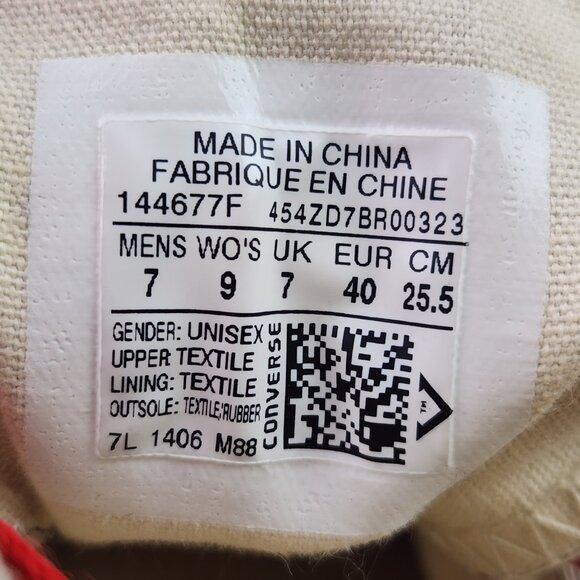 MADE IN CHINA
FABRIQUE EN CHINE
144677F 454ZD7BR00323
MENS WO'S UK EUR CM
7 9 7 40 25.5
GENDER: UNISEX
UPPER TEXTILE
LINING: TEXTILE
OUTSOLE: TEXTILE/RUBBER
7L 1406 M88
CONVERSE
TM